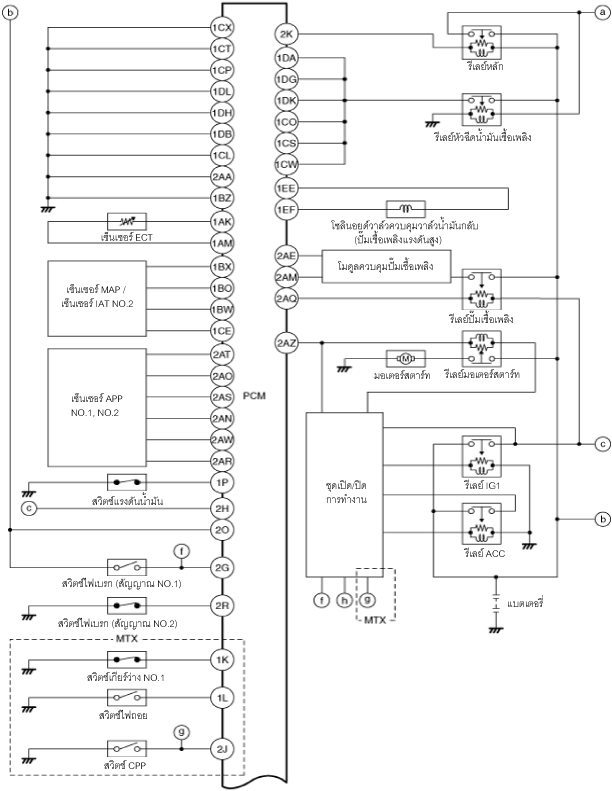 b
1CX
1CT
1CP
1DL
1DH
1DB
1CL
2AA
1BZ
1AK
เซ็นเซอร์ ECT
1AM
1BX
1BO
1BW
1CE
เซ็นเซอร์ MAP /
เซ็นเซอร์ IAT NO.2
2AT
2AO
2AS
2AN
2AW
2AR
เซ็นเซอร์ APP
NO.1, NO.2
1P
สวิตช์แรงดันน้ำมัน
c
2H
2O
f
2G
สวิตช์ไฟเบรก (สัญญาณ NO.1)
2R
สวิตช์ไฟเบรก (สัญญาณ NO.2)
MTX
1K
สวิตช์เกียร์ว่าง NO.1
1L
สวิตช์ไฟถอย
g
2J
สวิตช์ CPP
PCM
2K
1DA
1DG
1DK
1CO
1CS
1CW
1EE
1EF
2AE
2AM
2AQ
2AZ
a
รีเลย์หลัก
รีเลย์หัวฉีดน้ำมันเชื้อเพลิง
โซลินอยด์วาล์วควบคุมวาล์วน้ำมันกลับ
(ปั๊มเชื้อเพลิงแรงดันสูง)
โมดูลควบคุมปั๊มเชื้อเพลิง
รีเลย์ปั๊มเชื้อเพลิง
M
มอเตอร์สตาร์ท
รีเลย์มอเตอร์สตาร์ท
c
ชุดเปิด/ปิด
การทำงาน
รีเลย์ IG1
b
รีเลย์ ACC
f
h
g
MTX
แบตเตอรี่